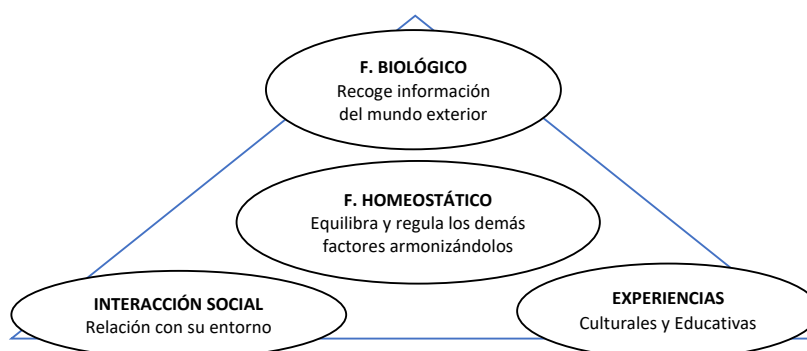 F. BIOLÓGICO
Recoge información
del mundo exterior
F. HOMEOSTÁTICO
Equilibra y regula los demás
factores armonizándolos
INTERACCIÓN SOCIAL
Relación con su entorno
EXPERIENCIAS
Culturales y Educativas